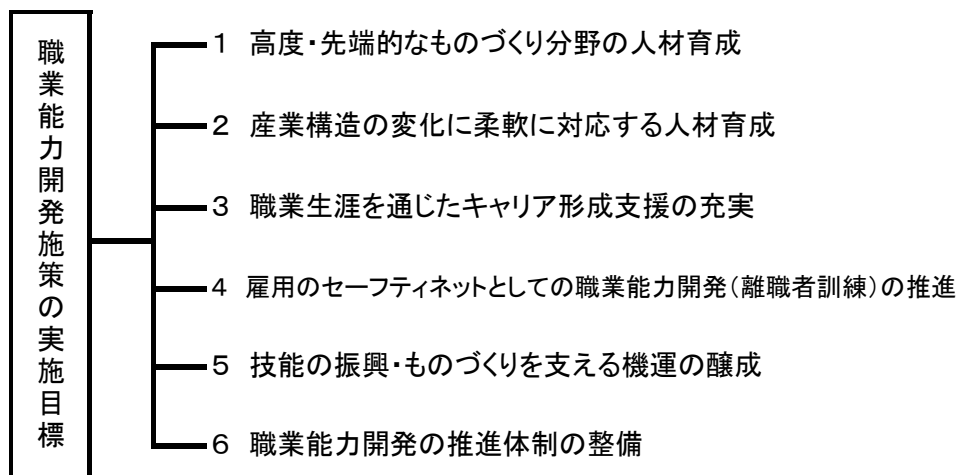 職業能力開発施策の実施目標
1 高度・先端的なものづくり分野の人材育成
2 産業構造の変化に柔軟に対応する人材育成
3 職業生涯を通じたキャリア形成支援の充実
4 雇用のセーフティネットとしての職業能力開発(離職者訓練)の推進
5 技能の振興・ものづくりを支える機運の醸成
6 職業能力開発の推進体制の整備